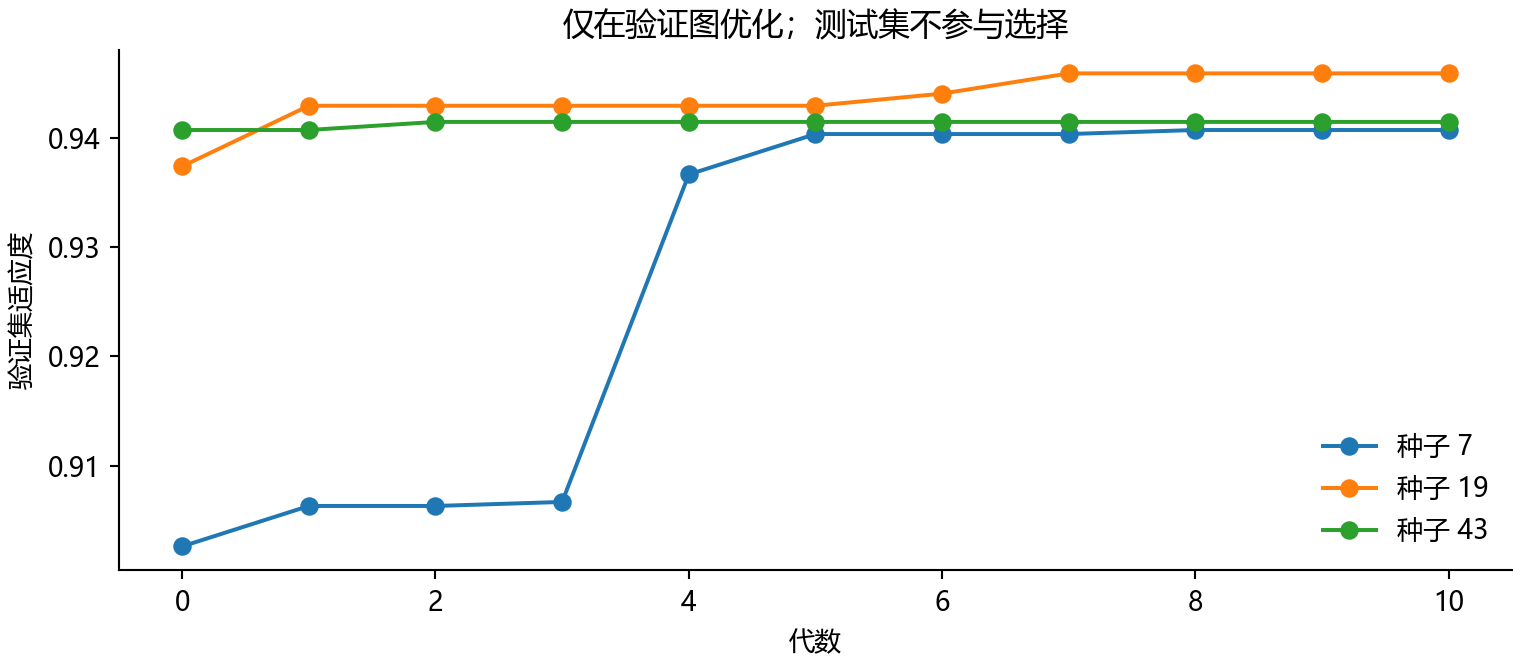 仅在验证图优化；测试集不参与选择
验证集适应度
0.94
0.93
0.92
0.91
种子 7
种子 19
种子 43
0 2 4 6 8 10
代数